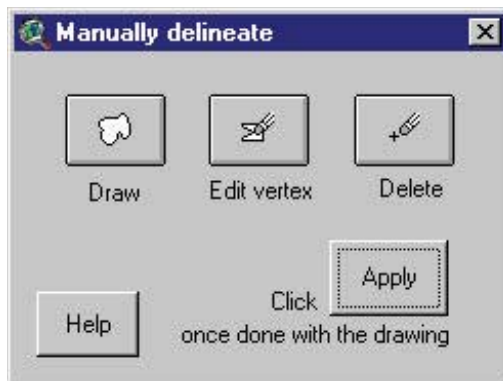 Manually delineate
Draw Edit vertex Delete
Click Apply
once done with the drawing
Help